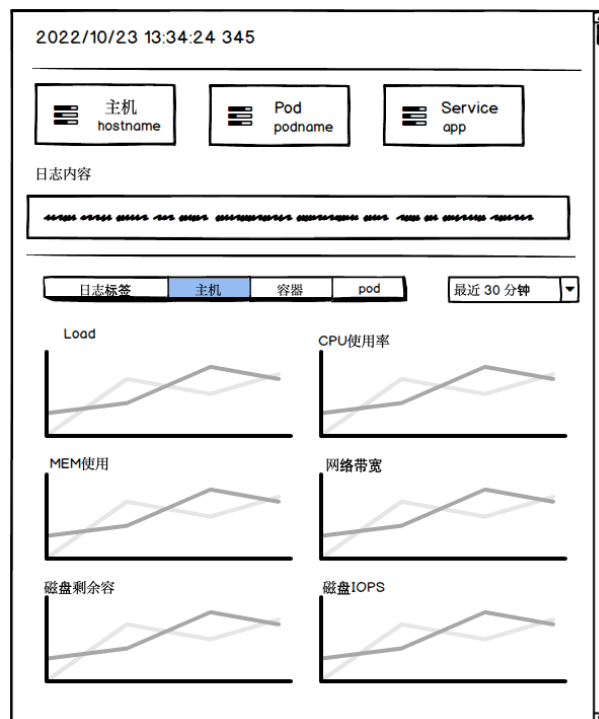 2022/10/23 13:34:24 345
主机
hostname
Pod
podname
Service
app
日志内容
日志标签 主机 容器 pod 最近 30 分钟
Load CPU使用率
MEM使用 网络带宽
磁盘剩余容 磁盘IOPS